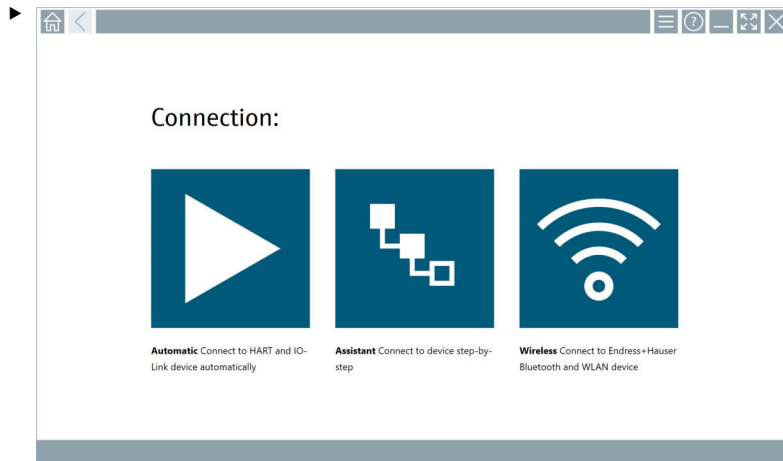 Connection:
Automatic Connect to HART and IO-
Link device automatically
Assistant Connect to device step-by-
step
Wireless Connect to Endress+Hauser
Bluetooth and WLAN device